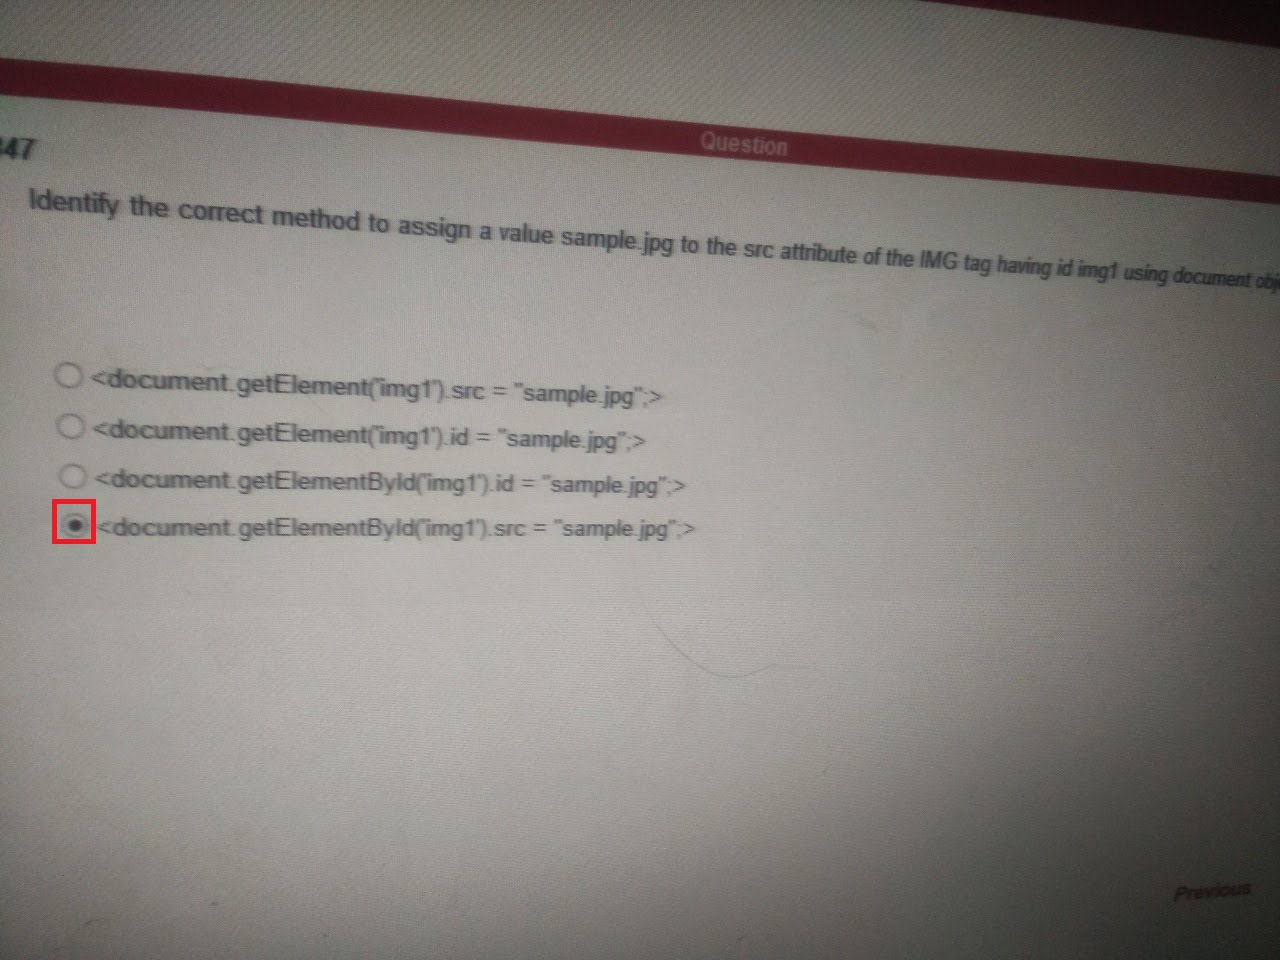 Question
347
Identify the correct method to assign a value sample.jpg to the src attribute of the IMG tag having id img1 using document
<document.getElement('img1').src = "sample.jpg";>
<document.getElement('img1').id = "sample.jpg";>
<document.getElementById('img1').id = "sample.jpg";>
<document.getElementById('img1').src = "sample.jpg";>
Previous